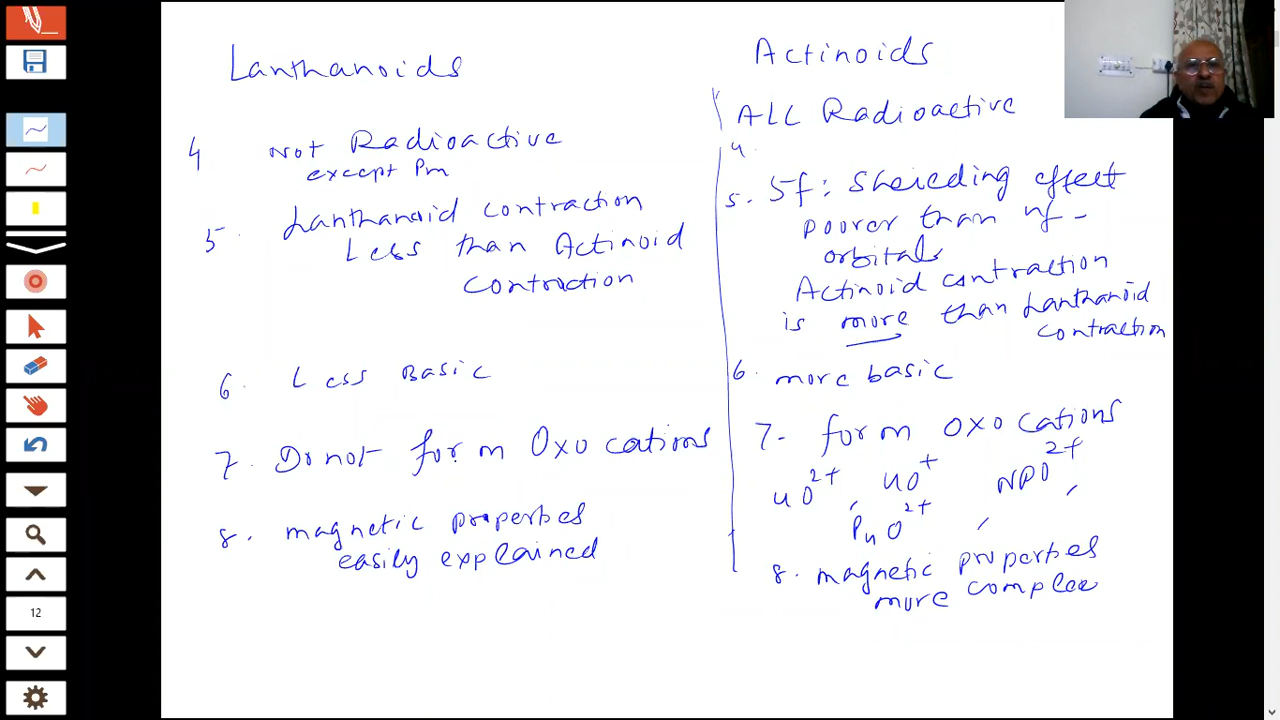 Lanthanoids
4 Not Radioactive
except Pm
5. Lanthanoid contraction
Less than Actinoid
contraction
6. Less Basic
7. Do not form Oxo cations
8. magnetic properties
easily explained
Actinoids
ALL Radioactive
4.
5. 5f: Sheilding effect
poorer than 4f-
orbitals
Actinoid contraction
is more than Lanthanoid
contraction
6. more basic
7- form oxo cations
UO2+, UO+ NPO2+,
PuO2+,
8. magnetic properties
more complex
12